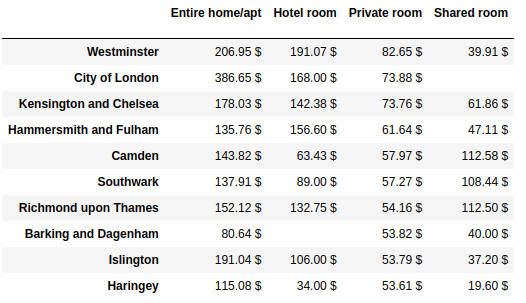 Entire home/apt Hotel room Private room Shared room
Westminster 206.95 $ 191.07 $ 82.65 $ 39.91 $
City of London 386.65 $ 168.00 $ 73.88 $
Kensington and Chelsea 178.03 $ 142.38 $ 73.76 $ 61.86 $
Hammersmith and Fulham 135.76 $ 156.60 $ 61.64 $ 47.11 $
Camden 143.82 $ 63.43 $ 57.97 $ 112.58 $
Southwark 137.91 $ 89.00 $ 57.27 $ 108.44 $
Richmond upon Thames 152.12 $ 132.75 $ 54.16 $ 112.50 $
Barking and Dagenham 80.64 $ 53.82 $ 40.00 $
Islington 191.04 $ 106.00 $ 53.79 $ 37.20 $
Haringey 115.08 $ 34.00 $ 53.61 $ 19.60 $